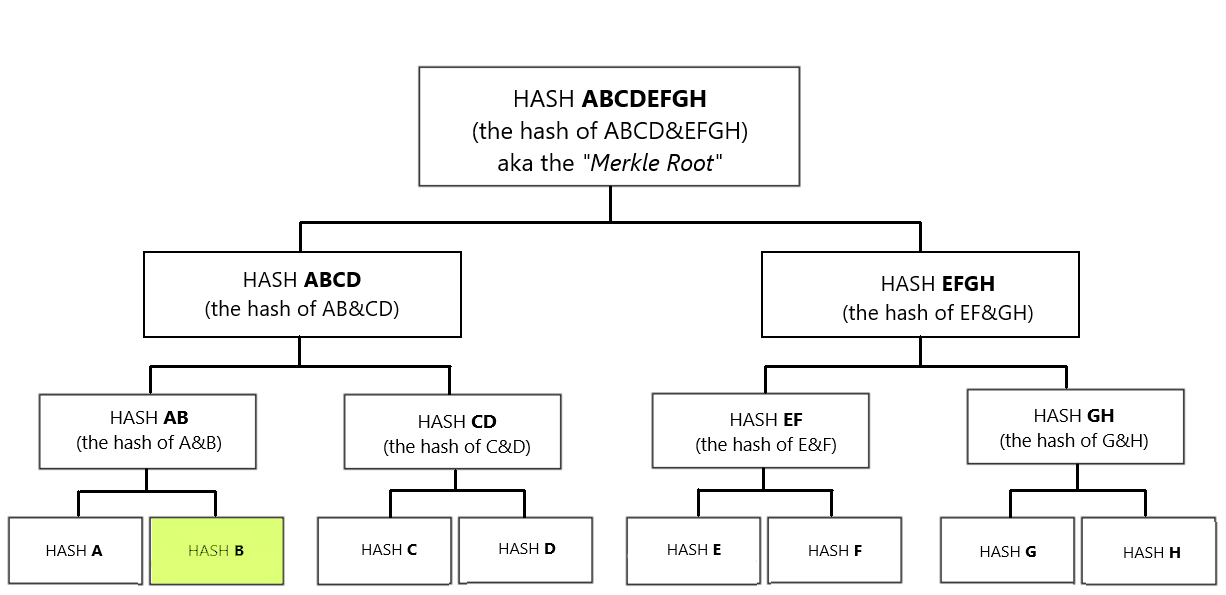 HASH ABCDEFGH
(the hash of ABCD&EFGH)
aka the "Merkle Root"
HASH ABCD
(the hash of AB&CD)
HASH EFGH
(the hash of EF&GH)
HASH AB
(the hash of A&B)
HASH CD
(the hash of C&D)
HASH EF
(the hash of E&F)
HASH GH
(the hash of G&H)
HASH A
HASH B
HASH C
HASH D
HASH E
HASH F
HASH G
HASH H